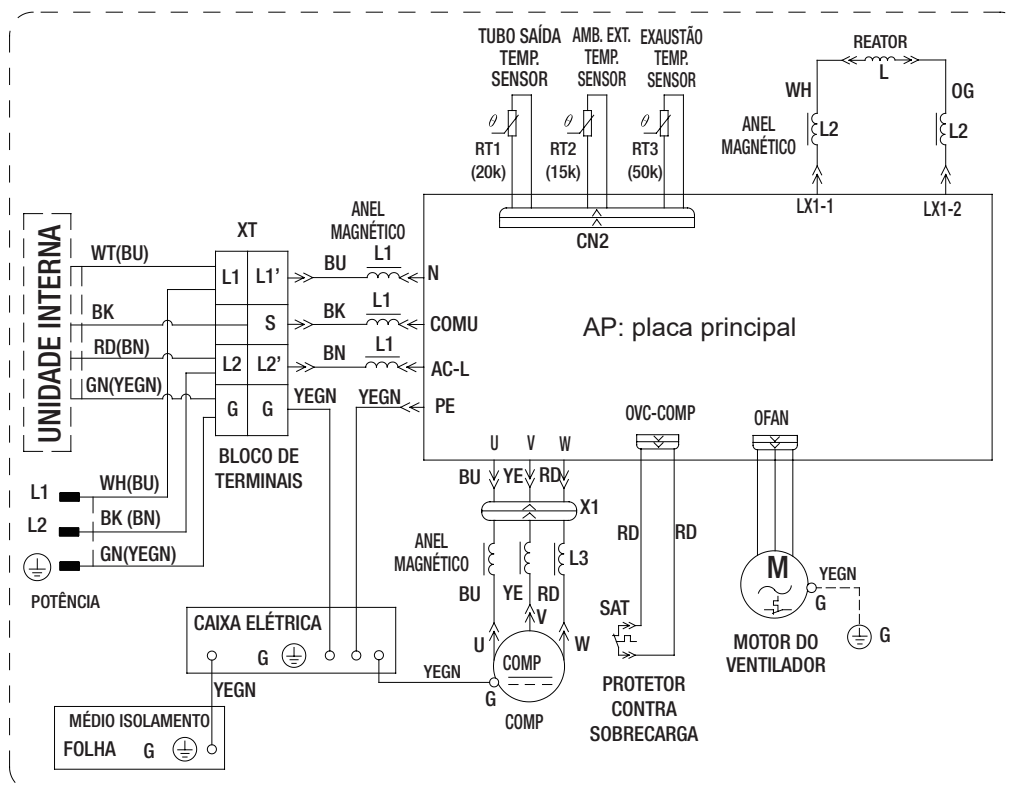 TUBO SAÍDA
TEMP.
SENSOR
AMB. EXT.
TEMP.
SENSOR
EXAUSTÃO
TEMP.
SENSOR
REATOR
L
WH
OG
ANEL
MAGNÉTICO
L2
L2
θ
RT1
(20k)
θ
RT2
(15k)
θ
RT3
(50k)
LX1-1
LX1-2
CN2
UNIDADE INTERNA
WT(BU)
BK
RD(BN)
GN(YEGN)
XT
L1
L1'
S
L2
L2'
G
G
BLOCO DE
TERMINAIS
ANEL
MAGNÉTICO
BU
L1
N
BK
L1
COMU
BN
L1
AC-L
YEGN
YEGN
PE
AP: placa principal
L1
WH(BU)
L2
BK (BN)
GN(YEGN)
POTÊNCIA
U
V
W
OVC-COMP
OFAN
BU
YE
RD
X1
ANEL
MAGNÉTICO
L3
BU
YE
RD
RD
RD
U
V
W
COMP
G
COMP
SAT
PROTETOR
CONTRA
SOBRECARGA
M
YEGN
G
G
MOTOR DO
VENTILADOR
CAIXA ELÉTRICA
G
YEGN
YEGN
MÉDIO ISOLAMENTO
FOLHA
G